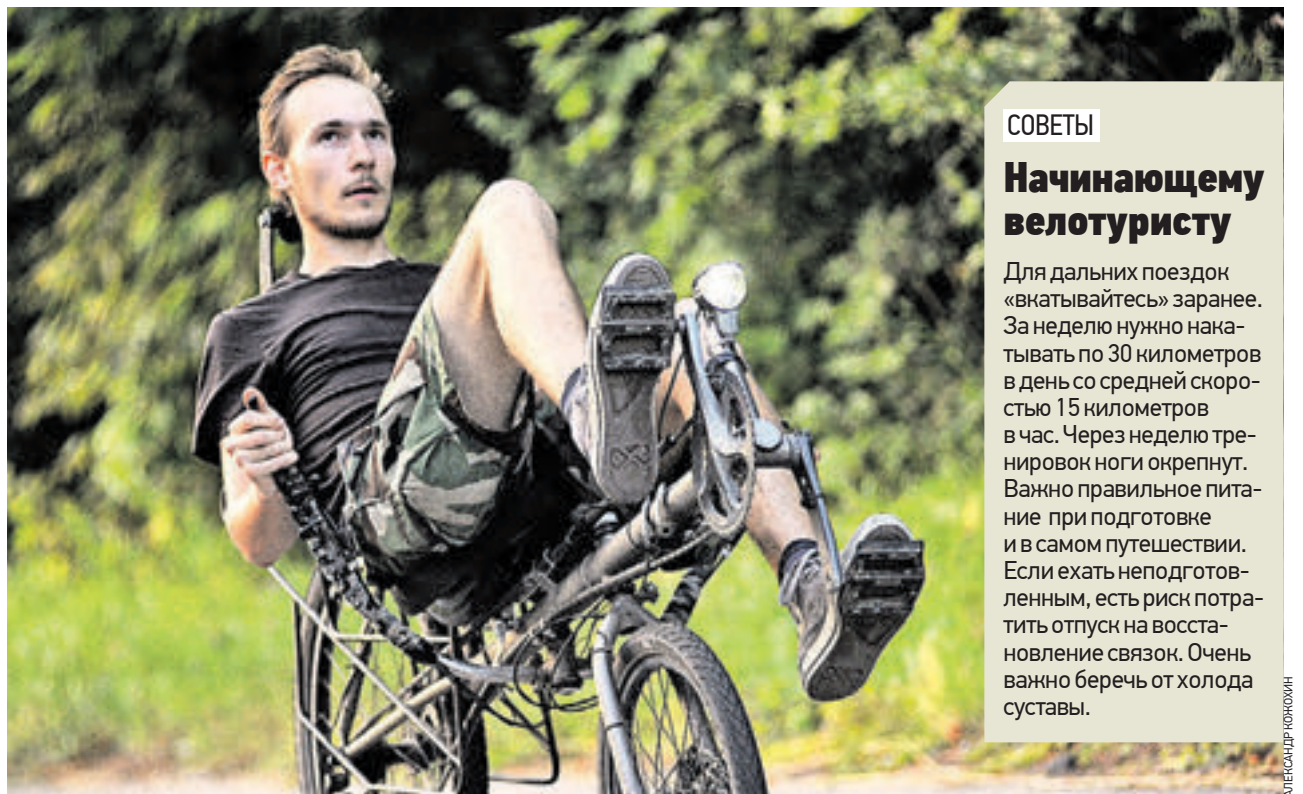 СОВЕТЫ
Начинающему
велотуристу
Для дальних поездок
«вкатывайтесь» заранее.
За неделю нужно нака-
тывать по 30 километров
в день со средней скоро-
стью 15 километров
в час. Через неделю тре-
нировок ноги окрепнут.
Важно правильное пита-
ние при подготовке
и в самом путешествии.
Если ехать неподготов-
ленным, есть риск потра-
тить отпуск на восста-
новление связок. Очень
важно беречь от холода
суставы.
АЛЕКСАНДР КОЖОХИН